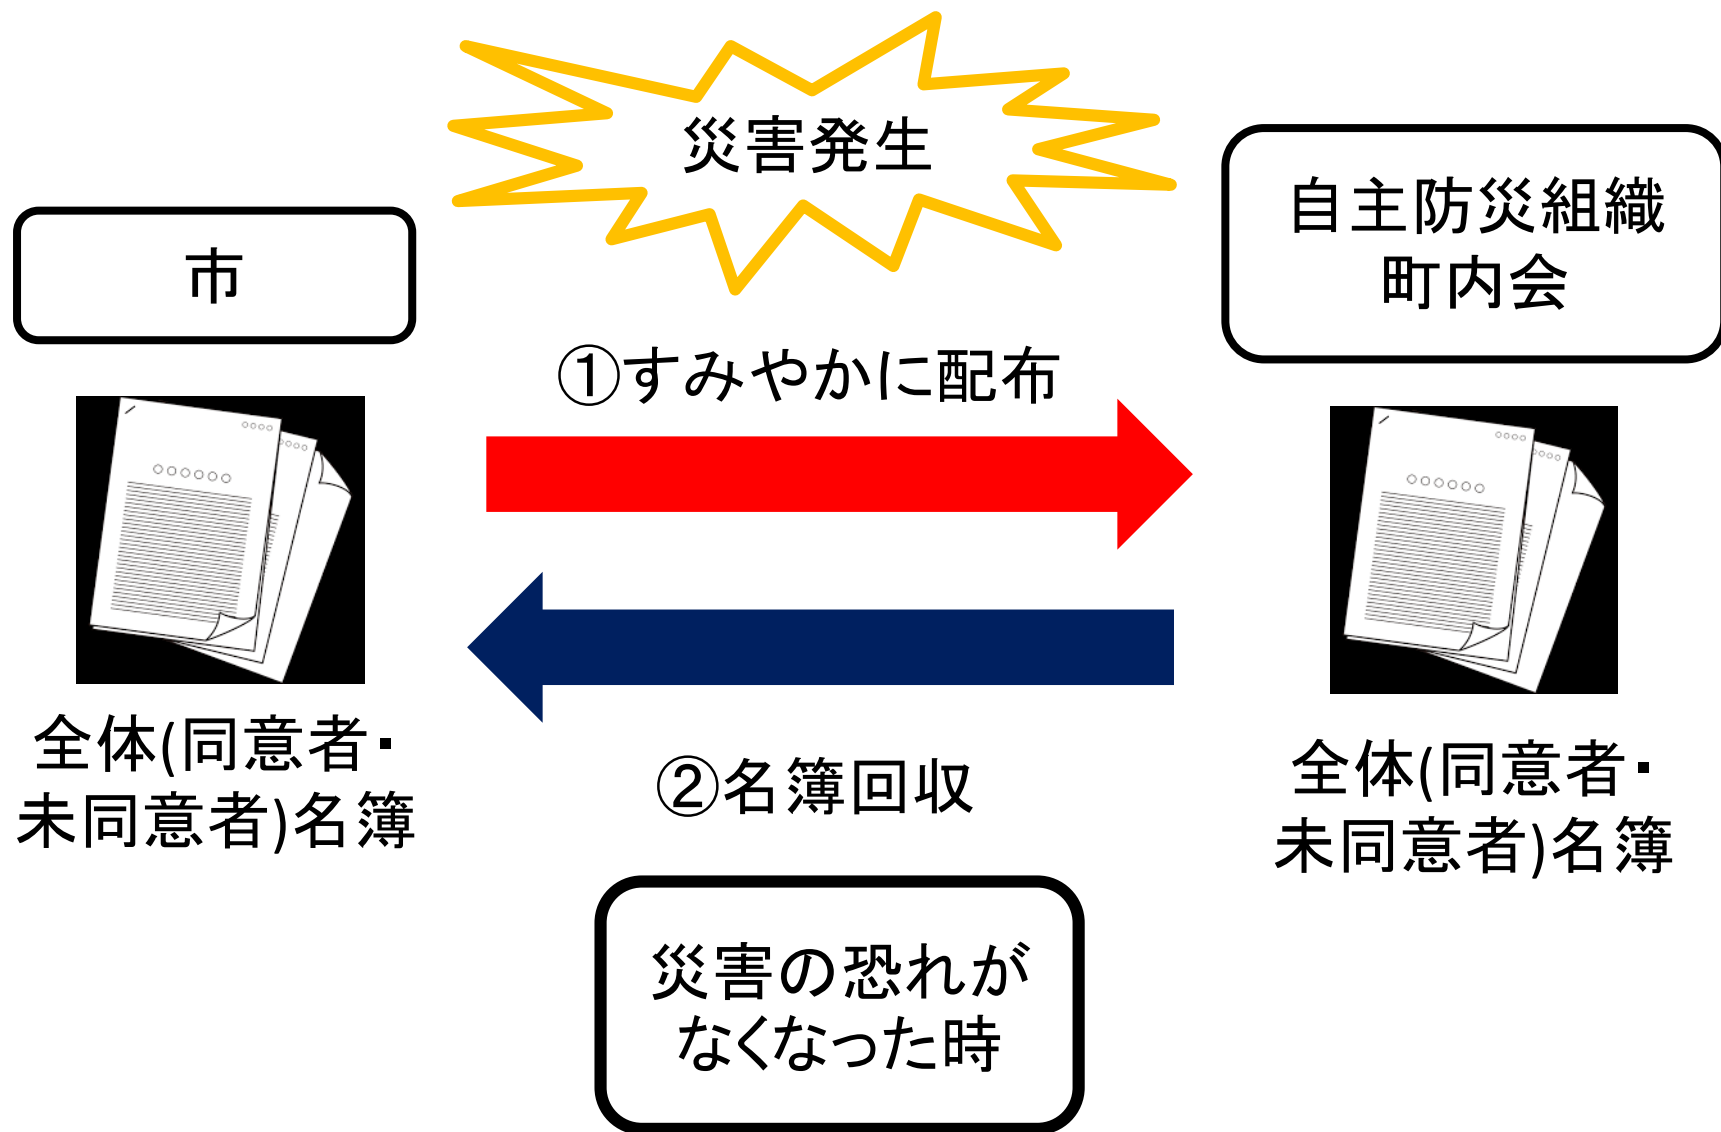 災害発生
市
自主防災組織
町内会
①すみやかに配布
○○○○
○○○○○○
○○○○
○○○○
○○○○○○
○○○○
全体(同意者・
未同意者)名簿
②名簿回収
全体(同意者・
未同意者)名簿
災害の恐れが
なくなった時